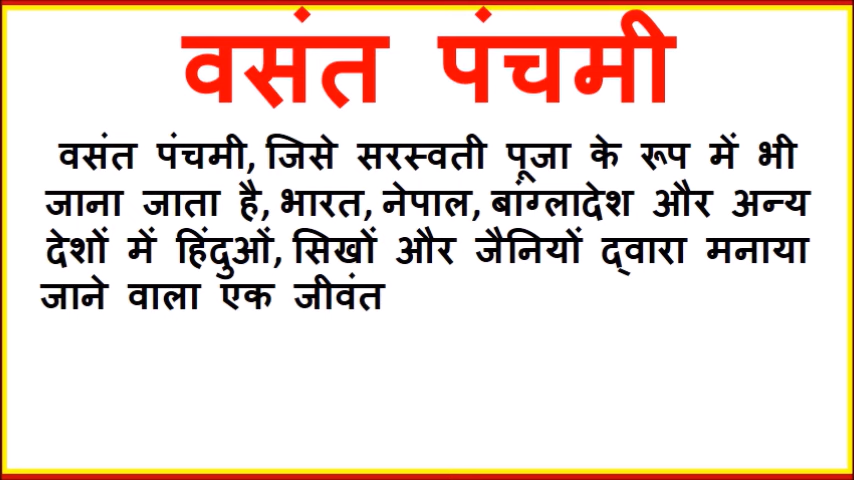 वसंत पंचमी
वसंत पंचमी, जिसे सरस्वती पूजा के रूप में भी
जाना जाता है, भारत, नेपाल, बांग्लादेश और अन्य
देशों में हिंदुओं, सिखों और जैनियों द्वारा मनाया
जाने वाला एक जीवंत